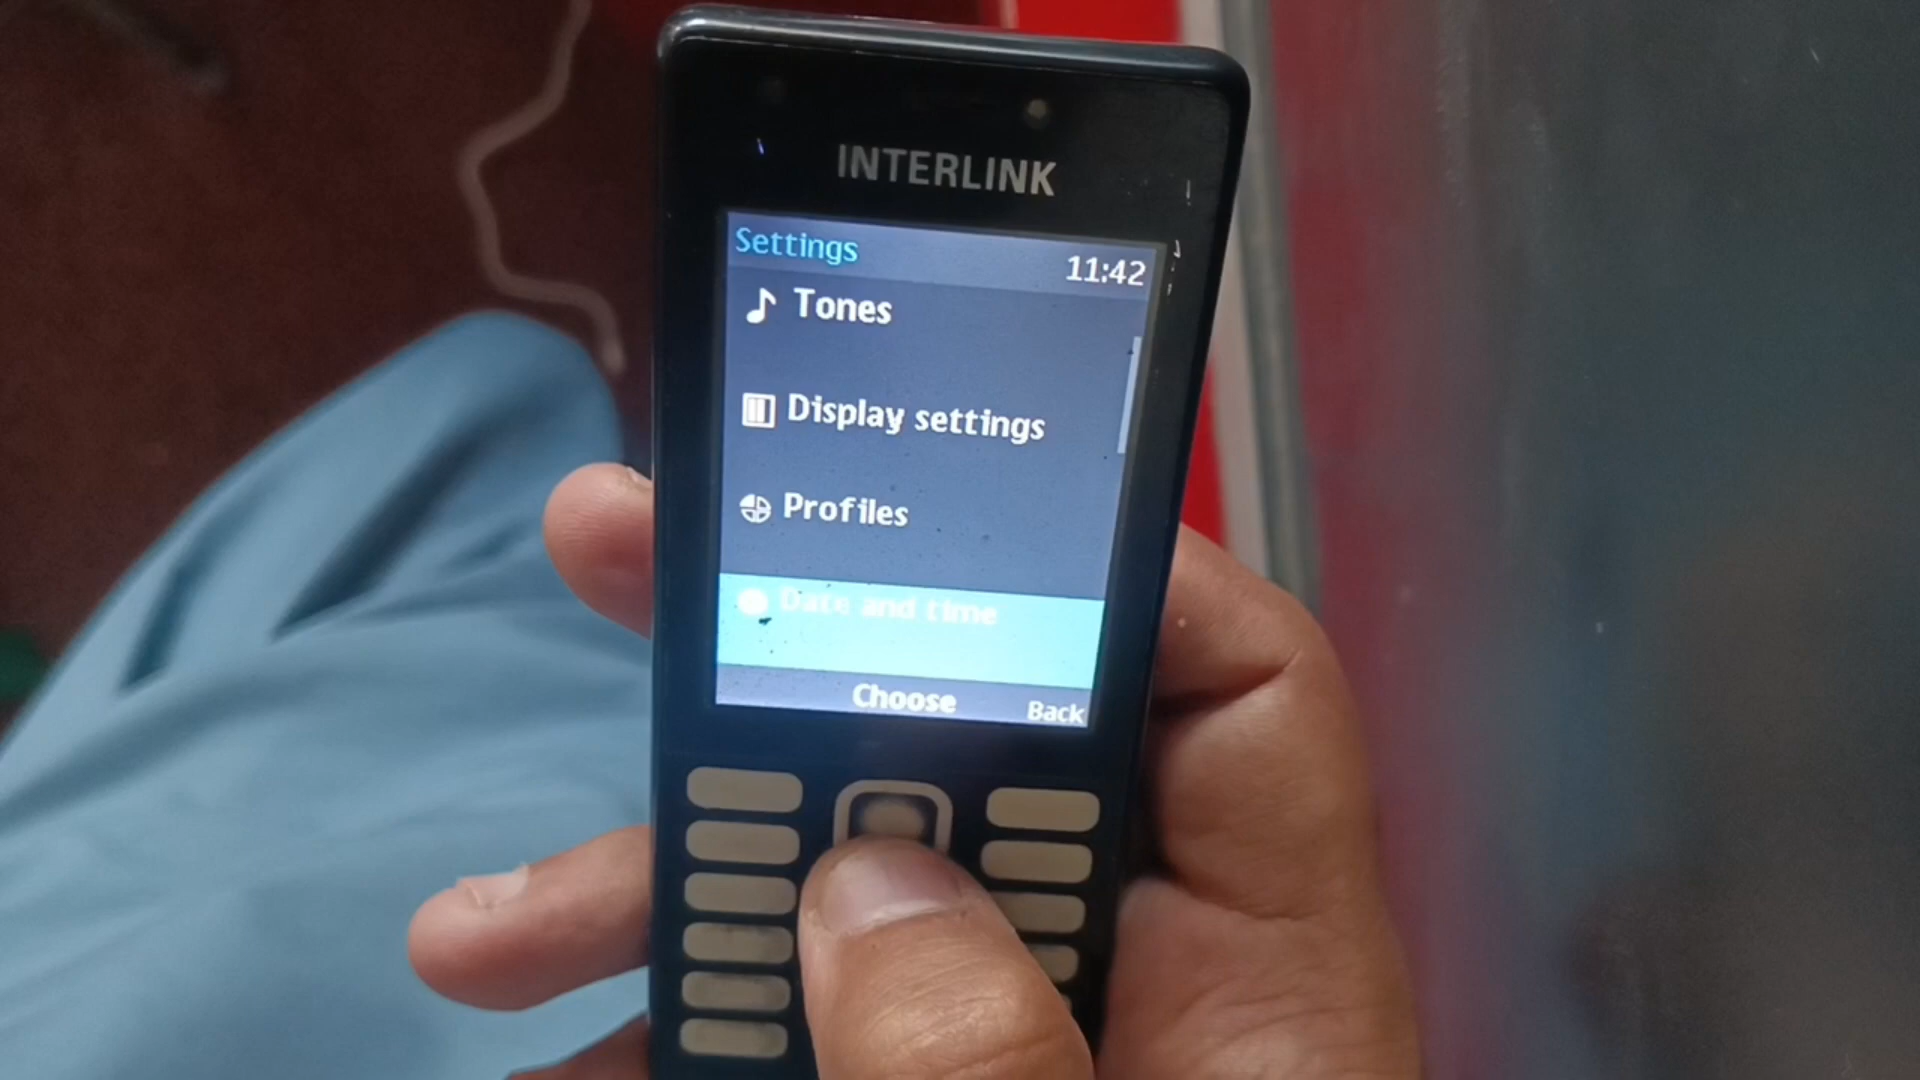 INTERLINK
Settings
11:42
Tones
Display settings
Profiles
Date and time
Choose
Back